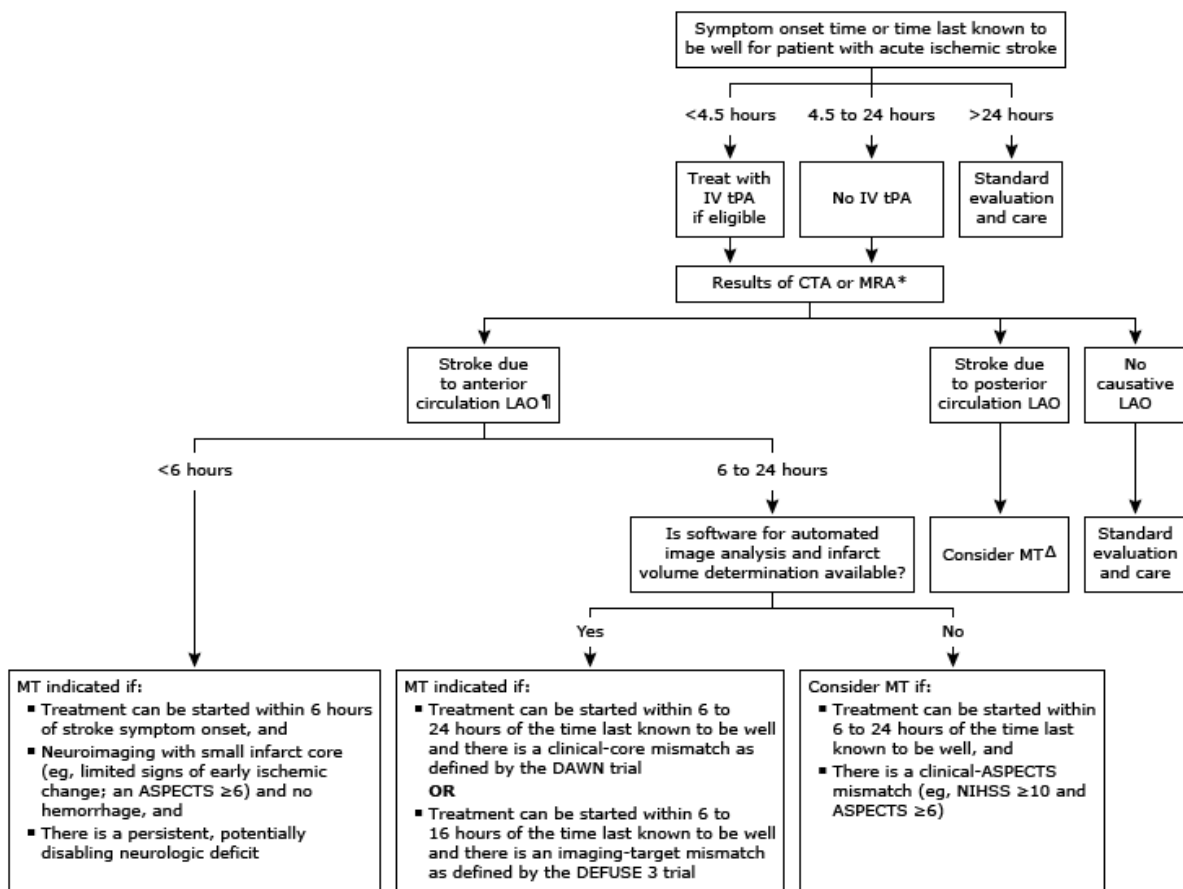 Symptom onset time or time last known to
be well for patient with acute ischemic stroke
<4.5 hours
4.5 to 24 hours
>24 hours
Treat with
IV tPA
if eligible
No IV tPA
Standard
evaluation
and care
Results of CTA or MRA*
Stroke due
to anterior
circulation LAO¶
Stroke due
to posterior
circulation LAO
No
causative
LAO
<6 hours
6 to 24 hours
Is software for automated
image analysis and infarct
volume determination available?
Consider MTΔ
Standard
evaluation
and care
Yes
No
MT indicated if:
▪ Treatment can be started within 6 hours
of stroke symptom onset, and
▪ Neuroimaging with small infarct core
(eg, limited signs of early ischemic
change; an ASPECTS ≥6) and no
hemorrhage, and
▪ There is a persistent, potentially
disabling neurologic deficit
MT indicated if:
▪ Treatment can be started within 6 to
24 hours of the time last known to be well
and there is a clinical-core mismatch as
defined by the DAWN trial
OR
▪ Treatment can be started within 6 to
16 hours of the time last known to be well
and there is an imaging-target mismatch
as defined by the DEFUSE 3 trial
Consider MT if:
▪ Treatment can be started within
6 to 24 hours of the time last
known to be well, and
▪ There is a clinical-ASPECTS
mismatch (eg, NIHSS ≥10 and
ASPECTS ≥6)